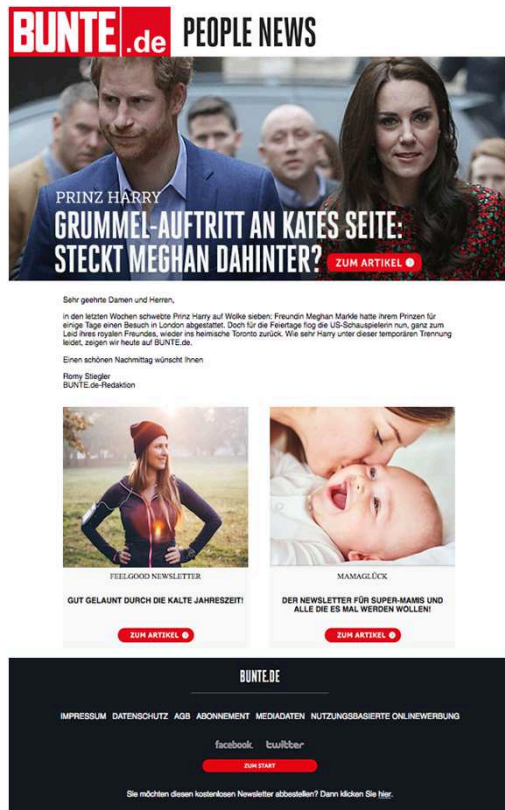 BUNTE.de PEOPLE NEWS
PRINZ HARRY
GRUMMEL-AUFTRITT AN KATES SEITE:
STECKT MEGHAN DAHINTER? ZUM ARTIKEL
Sehr geehrte Damen und Herren,
in den letzten Wochen schwebte Prinz Harry auf Wolke sieben: Freundin Meghan Markle hatte ihrem Prinzen für
einige Tage einen Besuch in London abgestattet. Doch für die Feiertage flog die US-Schauspielerin nun, ganz zum
Leid ihres royalen Freundes, wieder ins heimische Toronto zurück. Wie sehr Harry unter dieser temporären Trennung
leidet, zeigen wir heute auf BUNTE.de.
Einen schönen Nachmittag wünscht Ihnen
Romy Stiegler
BUNTE.de-Redaktion
FEELGOOD NEWSLETTER
GUT GELAUNT DURCH DIE KALTE JAHRESZEIT!
ZUM ARTIKEL
MAMAGLÜCK
DER NEWSLETTER FÜR SUPER-MAMIS UND
ALLE DIE ES MAL WERDEN WOLLEN!
ZUM ARTIKEL
BUNTE.DE
IMPRESSUM DATENSCHUTZ AGB ABONNEMENT MEDIADATEN NUTZUNGSBASIERTE ONLINEWERBUNG
facebook twitter
ZUM START
Sie möchten diesen kostenlosen Newsletter abbestellen? Dann klicken Sie hier.